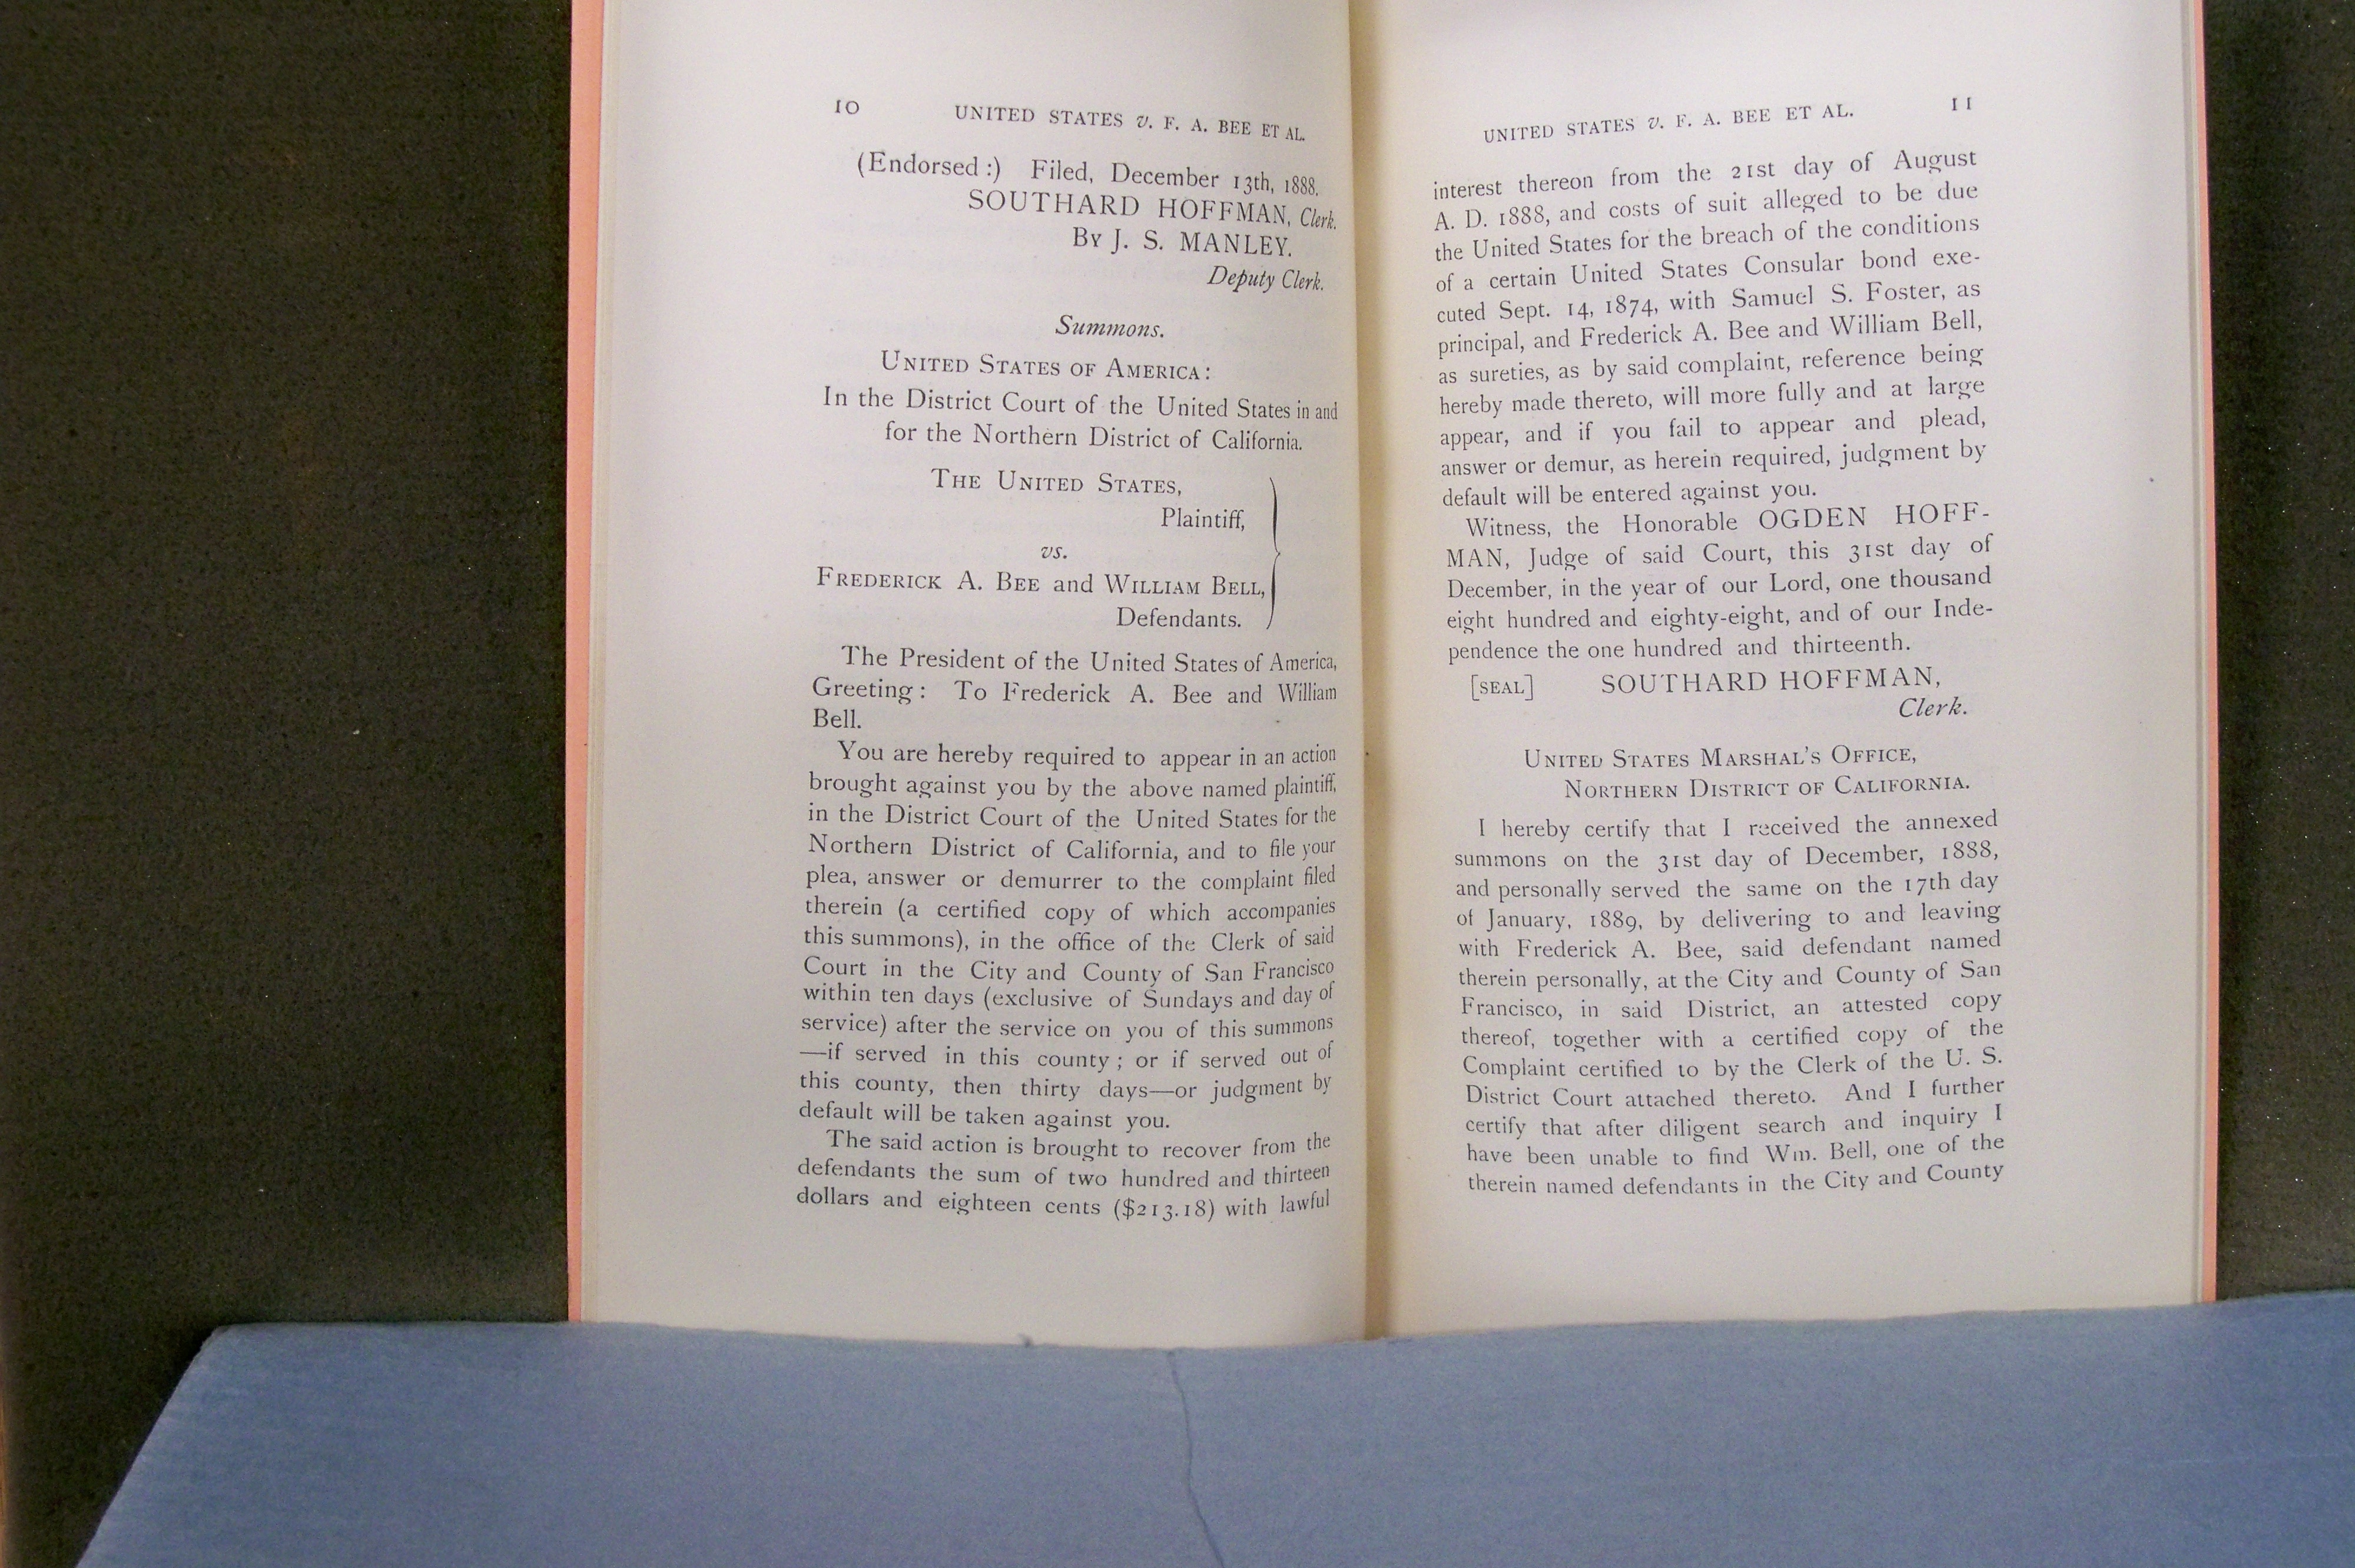 10 UNITED STATES v. F. A. BEE ET AL.
(Endorsed:) Filed, December 13th, 1888.
SOUTHARD HOFFMAN, Clerk.
By J. S. MANLEY.
Deputy Clerk.
Summons.
UNITED STATES OF AMERICA:
In the District Court of the United States in and
for the Northern District of California.
THE UNITED STATES,
Plaintiff,
vs.
FREDERICK A. BEE and WILLIAM BELL,
Defendants.
The President of the United States of America,
Greeting: To Frederick A. Bee and William
Bell.
You are hereby required to appear in an action
brought against you by the above named plaintiff,
in the District Court of the United States for the
Northern District of California, and to file your
plea, answer or demurrer to the complaint filed
therein (a certified copy of which accompanies
this summons), in the office of the Clerk of said
Court in the City and County of San Francisco
within ten days (exclusive of Sundays and day of
service) after the service on you of this summons
—if served in this county; or if served out of
this county, then thirty days—or judgment by
default will be taken against you.
The said action is brought to recover from the
defendants the sum of two hundred and thirteen
dollars and eighteen cents ($213.18) with lawful
UNITED STATES v. F. A. BEE ET AL. 11
interest thereon from the 21st day of August
A. D. 1888, and costs of suit alleged to be due
the United States for the breach of the conditions
of a certain United States Consular bond exe-
cuted Sept. 14, 1874, with Samuel S. Foster, as
principal, and Frederick A. Bee and William Bell,
as sureties, as by said complaint, reference being
hereby made thereto, will more fully and at large
appear, and if you fail to appear and plead,
answer or demur, as herein required, judgment by
default will be entered against you.
Witness, the Honorable OGDEN HOFF-
MAN, Judge of said Court, this 31st day of
December, in the year of our Lord, one thousand
eight hundred and eighty-eight, and of our Inde-
pendence the one hundred and thirteenth.
[SEAL] SOUTHARD HOFFMAN,
Clerk.
UNITED STATES MARSHAL'S OFFICE,
NORTHERN DISTRICT OF CALIFORNIA.
I hereby certify that I received the annexed
summons on the 31st day of December, 1888,
and personally served the same on the 17th day
of January, 1889, by delivering to and leaving
with Frederick A. Bee, said defendant named
therein personally, at the City and County of San
Francisco, in said District, an attested copy
thereof, together with a certified copy of the
Complaint certified to by the Clerk of the U. S.
District Court attached thereto. And I further
certify that after diligent search and inquiry I
have been unable to find Wm. Bell, one of the
therein named defendants in the City and County